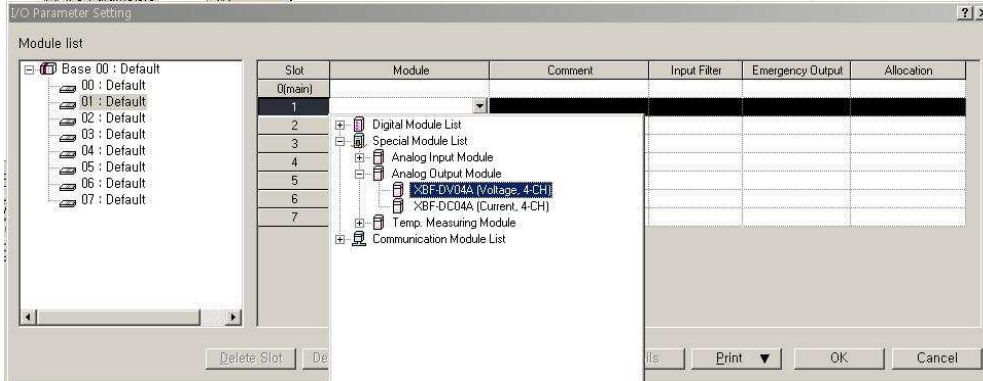 I/O Parameter Setting
Module list
Base 00 : Default
00 : Default
01 : Default
02 : Default
03 : Default
04 : Default
05 : Default
06 : Default
07 : Default
Slot Module Comment Input Filter Emergency Output Allocation
0(main)
1
2
3
4
5
6
7
Digital Module List
Special Module List
Analog Input Module
Analog Output Module
XBF-DV04A (Voltage, 4-CH)
XBF-DC04A (Current, 4-CH)
Temp. Measuring Module
Communication Module List
Delete Slot De ils Print OK Cancel